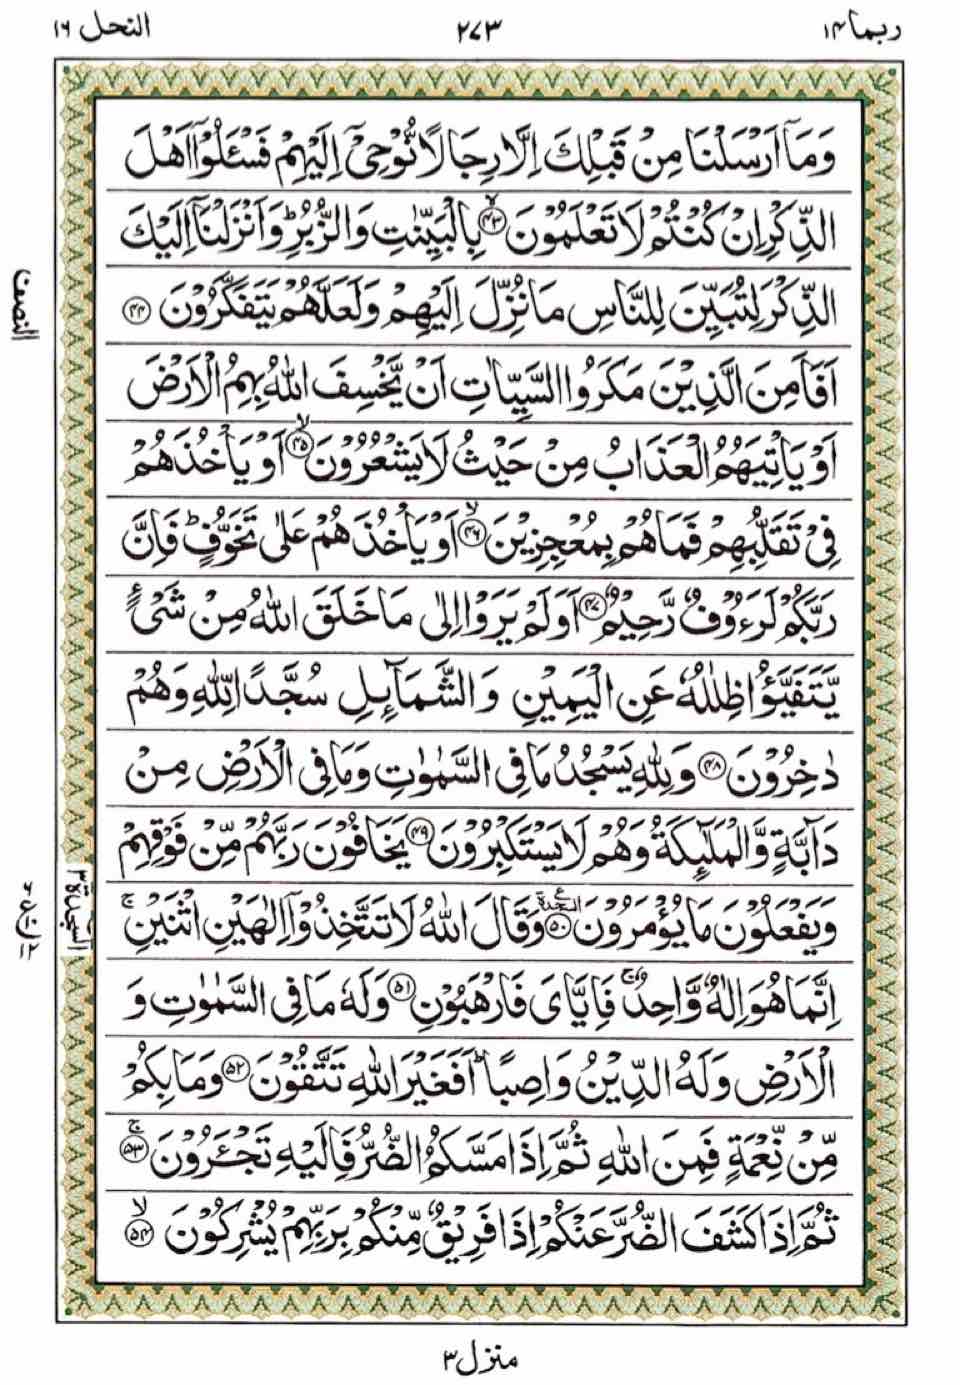 ربما ١٤
٢٧٣
النحل ١٦
وَمَاۤ اَرْسَلْنَا مِنْ قَبْلِكَ اِلَّا رِجَالًا نُّوْحِیْۤ اِلَیْهِمْ فَسْـَٔلُوْۤا اَهْلَ
الذِّكْرِ اِنْ كُنْتُمْ لَا تَعْلَمُوْنَ ﴿۴۳﴾ۙ بِالْبَیِّنٰتِ وَالزُّبُرِ ؕ وَاَنْزَلْنَاۤ اِلَیْكَ
الذِّكْرَ لِتُبَیِّنَ لِلنَّاسِ مَا نُزِّلَ اِلَیْهِمْ وَلَعَلَّهُمْ یَتَفَكَّرُوْنَ ﴿۴۴﴾
النصف
اَفَاَمِنَ الَّذِیْنَ مَكَرُوا السَّیِّاٰتِ اَنْ یَّخْسِفَ اللّٰهُ بِهِمُ الْاَرْضَ
اَوْ یَاْتِیَهُمُ الْعَذَابُ مِنْ حَیْثُ لَا یَشْعُرُوْنَ ﴿۴۵﴾ۙ اَوْ یَاْخُذَهُمْ
فِیْ تَقَلُّبِهِمْ فَمَا هُمْ بِمُعْجِزِیْنَ ﴿۴۶﴾ۙ اَوْ یَاْخُذَهُمْ عَلٰی تَخَوُّفٍ ؕ فَاِنَّ
رَبَّكُمْ لَرَءُوْفٌ رَّحِیْمٌ ﴿۴۷﴾ اَوَلَمْ یَرَوْا اِلٰی مَا خَلَقَ اللّٰهُ مِنْ شَیْءٍ
یَّتَفَیَّؤُا ظِلٰلُهٗ عَنِ الْیَمِیْنِ وَالشَّمَآىِٕلِ سُجَّدًا لِّلّٰهِ وَهُمْ
دٰخِرُوْنَ ﴿۴۸﴾ وَلِلّٰهِ یَسْجُدُ مَا فِی السَّمٰوٰتِ وَمَا فِی الْاَرْضِ مِنْ
دَآبَّةٍ وَّالْمَلٰٓىِٕكَةُ وَهُمْ لَا یَسْتَكْبِرُوْنَ ﴿۴۹﴾ یَخَافُوْنَ رَبَّهُمْ مِّنْ فَوْقِهِمْ
السجدة ٣
وَیَفْعَلُوْنَ مَا یُؤْمَرُوْنَ ﴿۵۰﴾ السجدة ع وَقَالَ اللّٰهُ لَا تَتَّخِذُوْۤا اِلٰهَیْنِ اثْنَیْنِ ۚ
ع ١٢
اِنَّمَا هُوَ اِلٰهٌ وَّاحِدٌ ۚ فَاِیَّایَ فَارْهَبُوْنِ ﴿۵۱﴾ وَلَهٗ مَا فِی السَّمٰوٰتِ وَ
الْاَرْضِ وَلَهُ الدِّیْنُ وَاصِبًا ؕ اَفَغَیْرَ اللّٰهِ تَتَّقُوْنَ ﴿۵۲﴾ وَمَا بِكُمْ
مِّنْ نِّعْمَةٍ فَمِنَ اللّٰهِ ثُمَّ اِذَا مَسَّكُمُ الضُّرُّ فَاِلَیْهِ تَجْـَٔرُوْنَ ﴿۵۳﴾ۚ
ثُمَّ اِذَا كَشَفَ الضُّرَّ عَنْكُمْ اِذَا فَرِیْقٌ مِّنْكُمْ بِرَبِّهِمْ یُشْرِكُوْنَ ﴿۵۴﴾ۙ
منزل ٣